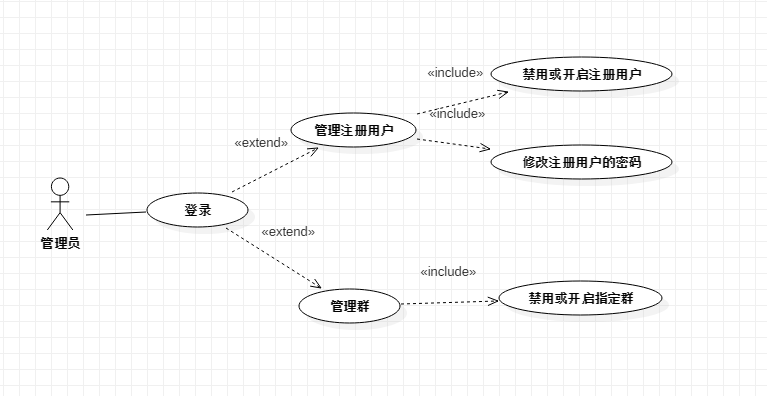 «include»
禁用或开启注册用户
«include»
管理注册用户
«extend»
修改注册用户的密码
登录
管理员
«extend»
«include»
禁用或开启指定群
管理群